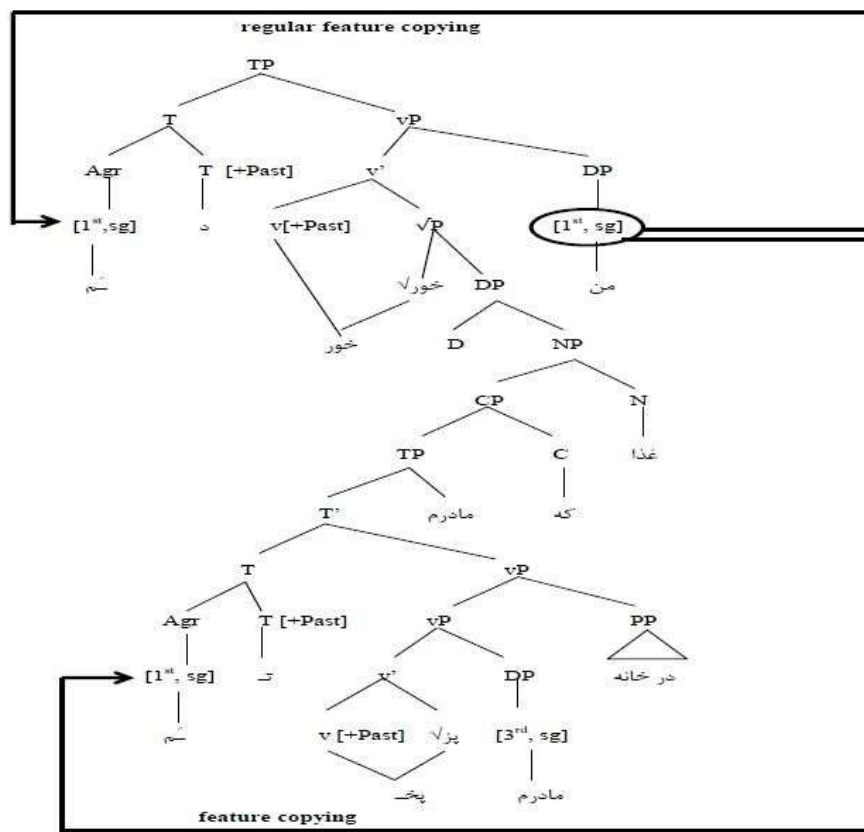 regular feature copying
TP
T vP
Agr T [+Past] v' DP
[1st,sg] د v[+Past] √P [1st, sg]
ـَم √خور DP من
خور D NP
CP N
TP C غذا
T' مادرم که
T vP
Agr T [+Past] vP PP
[1st, sg] تـ v' DP در خانه
ـَم v [+Past] √پز [3rd, sg]
پخـ مادرم
feature copying